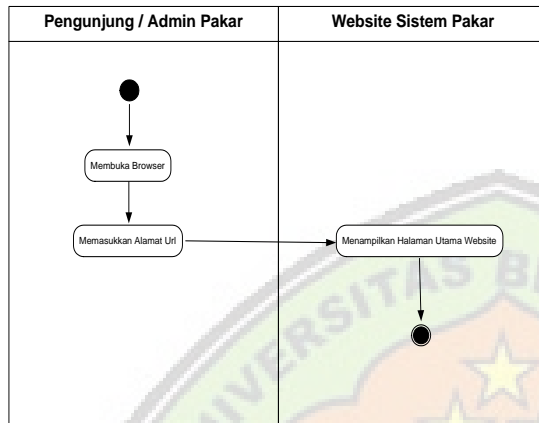 Pengunjung / Admin Pakar
Website Sistem Pakar
Membuka Browser
Memasukkan Alamat Url
Menampilkan Halaman Utama Website